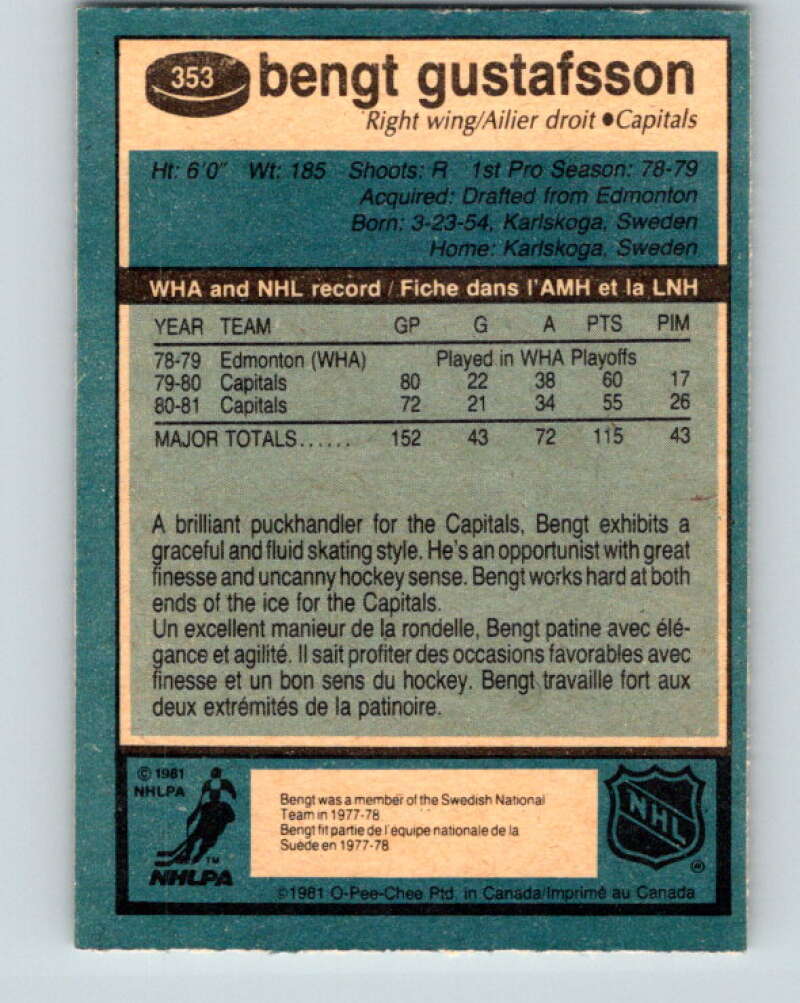 353 bengt gustafsson
Right wing/Ailier droit ● Capitals
Ht: 6'0" Wt: 185 Shoots: R 1st Pro Season: 78-79
Acquired: Drafted from Edmonton
Born: 3-23-54, Karlskoga, Sweden
Home: Karlskoga, Sweden
WHA and NHL record / Fiche dans l'AMH et la LNH
YEAR TEAM GP G A PTS PIM
78-79 Edmonton (WHA) Played in WHA Playoffs
79-80 Capitals 80 22 38 60 17
80-81 Capitals 72 21 34 55 26
MAJOR TOTALS...... 152 43 72 115 43
A brilliant puckhandler for the Capitals, Bengt exhibits a
graceful and fluid skating style. He's an opportunist with great
finesse and uncanny hockey sense. Bengt works hard at both
ends of the ice for the Capitals.
Un excellent manieur de la rondelle, Bengt patine avec élé-
gance et agilité. Il sait profiter des occasions favorables avec
finesse et un bon sens du hockey. Bengt travaille fort aux
deux extrémités de la patinoire.
© 1981
NHLPA
TM
NHLPA
Bengt was a member of the Swedish National
Team in 1977-78
Bengt fit partie de l'équipe nationale de la
Suède en 1977-78
NHL
©1981 O-Pee-Chee Ptd. in Canada/Imprimé au Canada